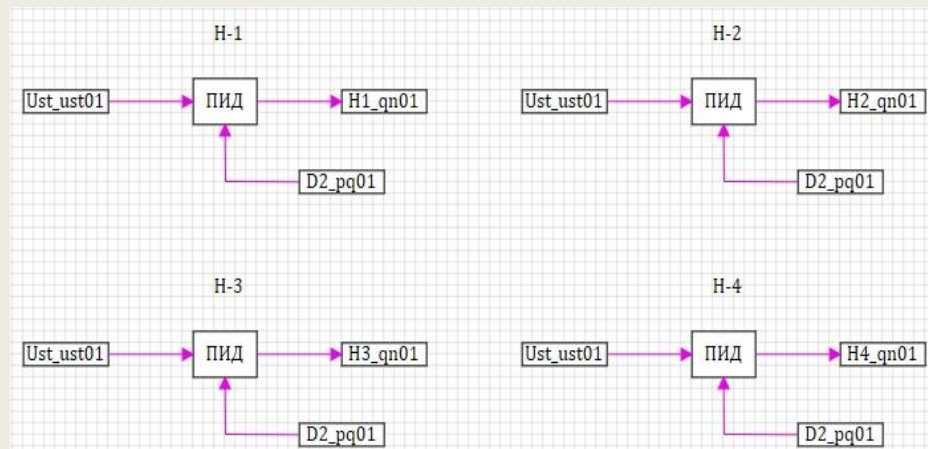 Н-1
Н-2
Ust_ust01
ПИД
H1_qn01
Ust_ust01
ПИД
H2_qn01
D2_pq01
D2_pq01
Н-3
Н-4
Ust_ust01
ПИД
H3_qn01
Ust_ust01
ПИД
H4_qn01
D2_pq01
D2_pq01